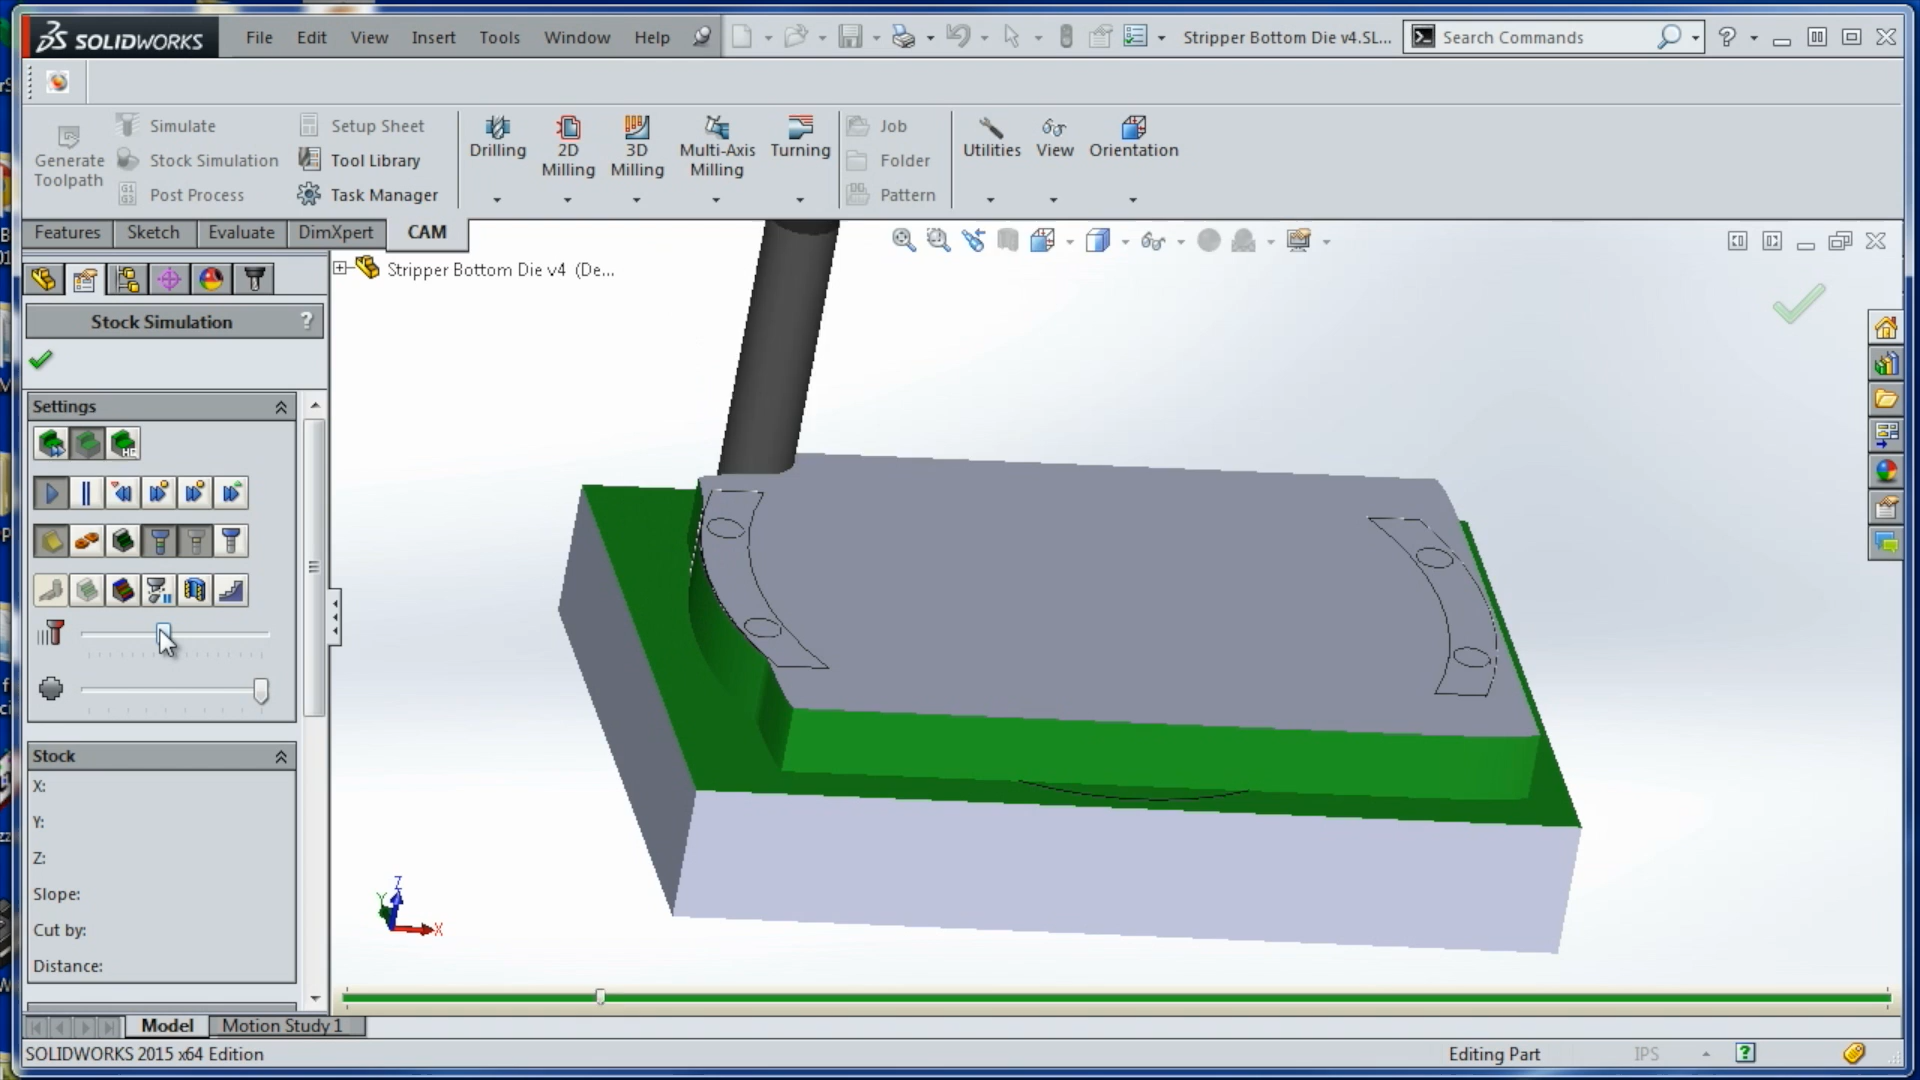 SOLIDWORKS File Edit View Insert Tools Window Help Stripper Bottom Die v4.SL... Search Commands
Simulate Setup Sheet Job
Generate Toolpath Stock Simulation Tool Library Drilling 2D Milling 3D Milling Multi-Axis Milling Turning Folder Utilities View Orientation
Post Process Task Manager Pattern
Features Sketch Evaluate DimXpert CAM
Stripper Bottom Die v4 (De...
Stock Simulation ?
Settings
Stock
X:
Y:
Z:
Slope:
Cut by:
Distance:
Z
Y
X
Model Motion Study 1
SOLIDWORKS 2015 x64 Edition Editing Part IPS ?